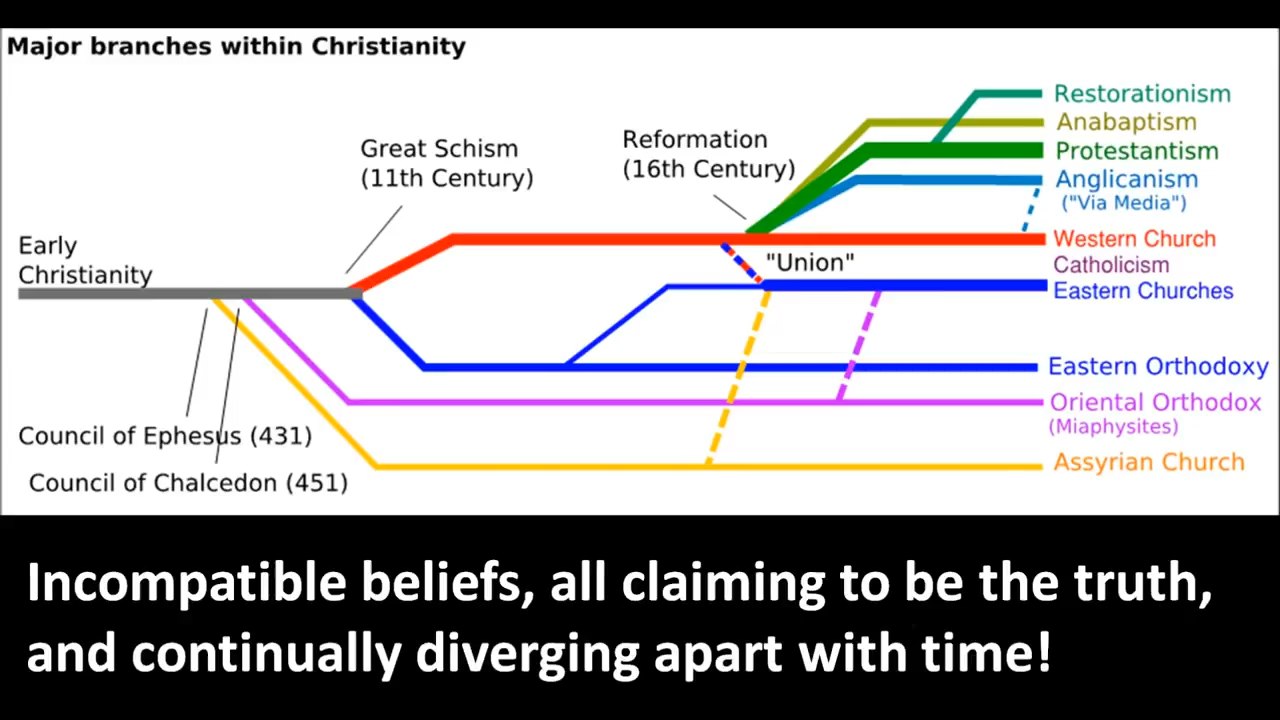 Major branches within Christianity
Great Schism
(11th Century)
Reformation
(16th Century)
Restorationism
Anabaptism
Protestantism
Anglicanism
("Via Media")
Early
Christianity
"Union"
Western Church
Catholicism
Eastern Churches
Eastern Orthodoxy
Oriental Orthodox
(Miaphysites)
Assyrian Church
Council of Ephesus (431)
Council of Chalcedon (451)
Incompatible beliefs, all claiming to be the truth,
and continually diverging apart with time!